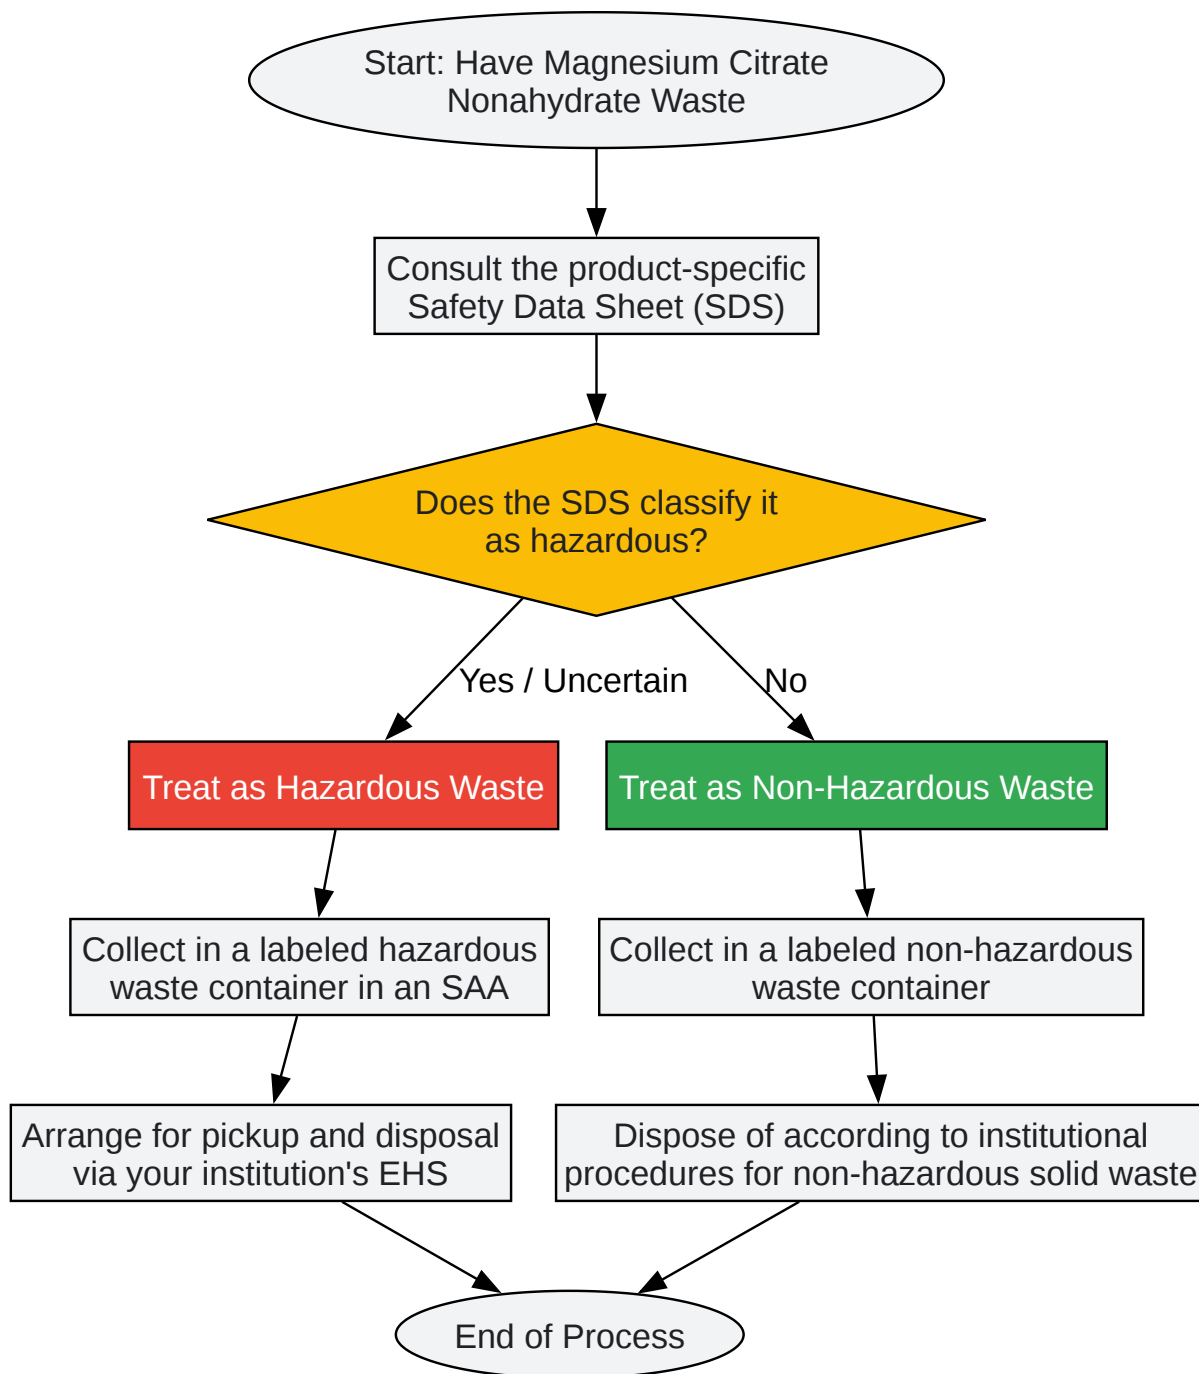 Start: Have Magnesium Citrate
Nonahydrate Waste
Consult the product-specific
Safety Data Sheet (SDS)
Does the SDS classify it
as hazardous?
Yes / Uncertain
No
Treat as Hazardous Waste
Treat as Non-Hazardous Waste
Collect in a labeled hazardous
waste container in an SAA
Collect in a labeled non-hazardous
waste container
Arrange for pickup and disposal
via your institution's EHS
Dispose of according to institutional
procedures for non-hazardous solid waste
End of Process